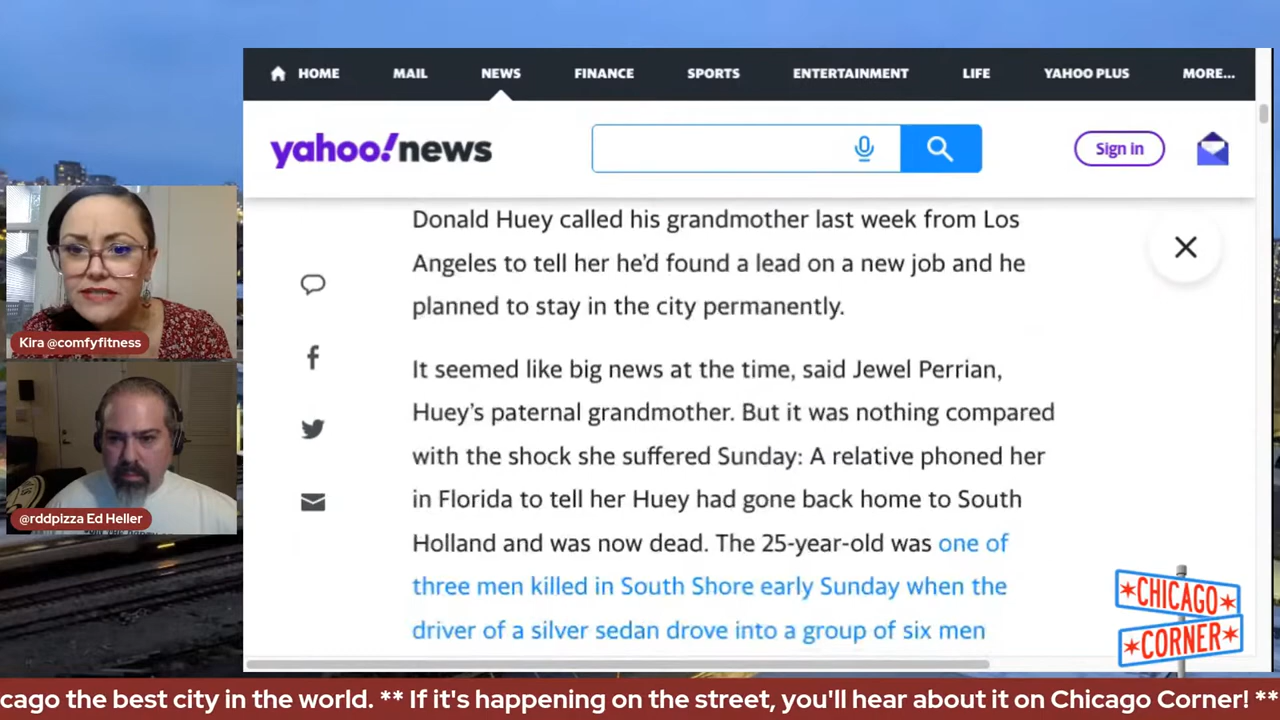 HOME MAIL NEWS FINANCE SPORTS ENTERTAINMENT LIFE YAHOO PLUS MORE...
yahoo!news
Sign in
Donald Huey called his grandmother last week from Los
Angeles to tell her he'd found a lead on a new job and he
planned to stay in the city permanently.
It seemed like big news at the time, said Jewel Perrian,
Huey's paternal grandmother. But it was nothing compared
with the shock she suffered Sunday: A relative phoned her
in Florida to tell her Huey had gone back home to South
Holland and was now dead. The 25-year-old was one of
three men killed in South Shore early Sunday when the
driver of a silver sedan drove into a group of six men
Kira @comfyfitness
@rddpizza Ed Heller
*CHICAGO*
*CORNER*
cago the best city in the world. ** If it's happening on the street, you'll hear about it on Chicago Corner! **